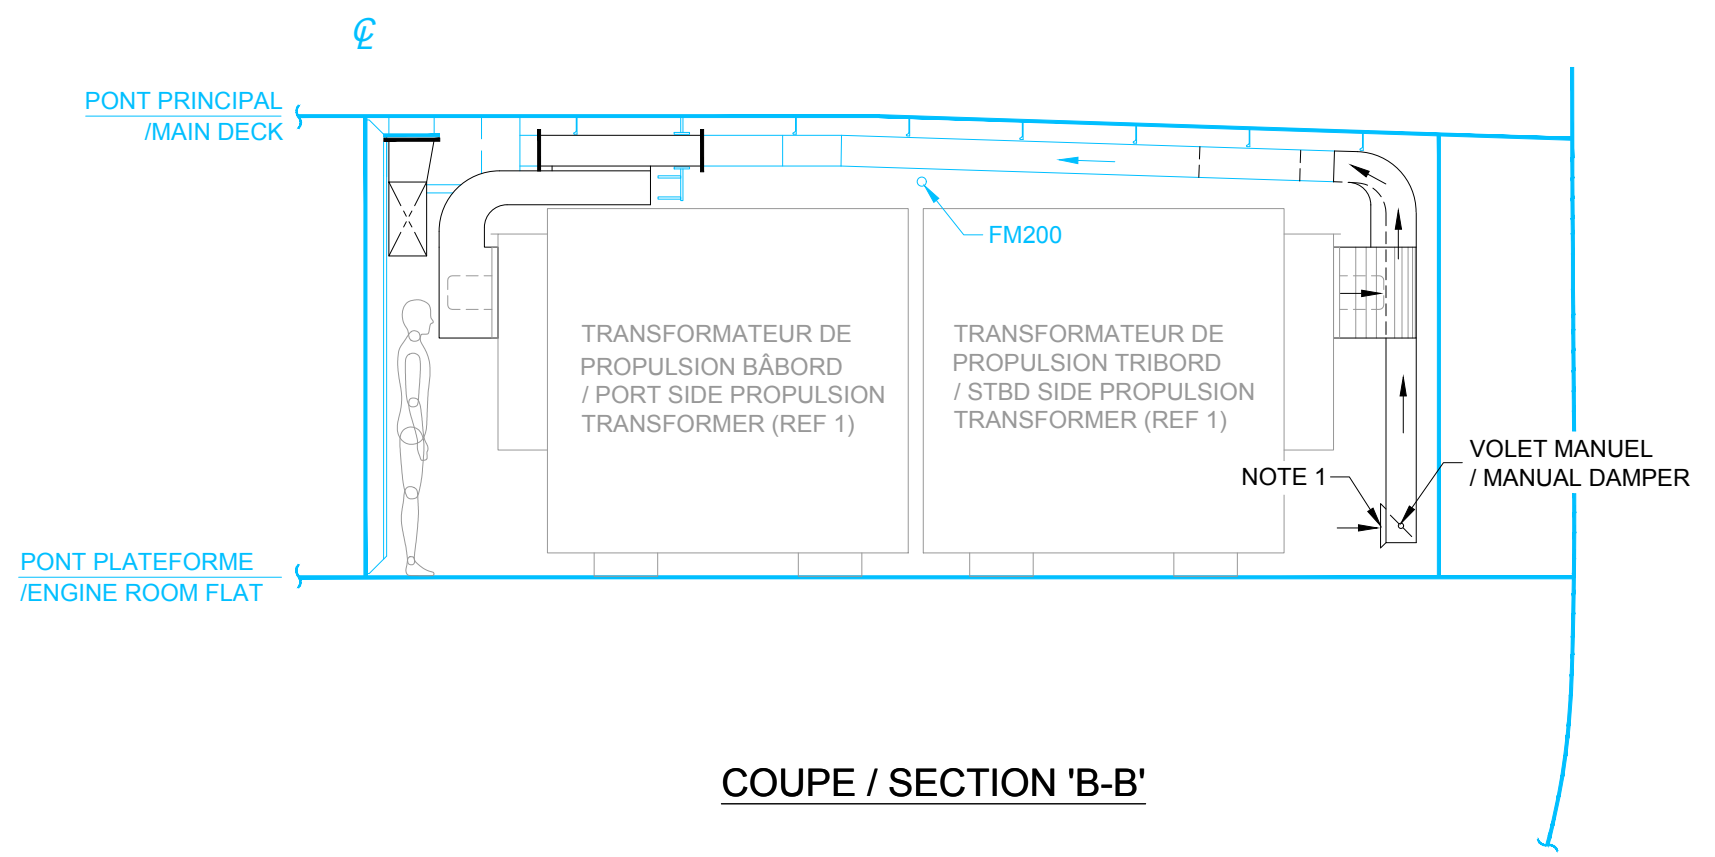 ℄
PONT PRINCIPAL
/MAIN DECK
FM200
TRANSFORMATEUR DE
PROPULSION BÂBORD
/ PORT SIDE PROPULSION
TRANSFORMER (REF 1)
TRANSFORMATEUR DE
PROPULSION TRIBORD
/ STBD SIDE PROPULSION
TRANSFORMER (REF 1)
NOTE 1
VOLET MANUEL
/ MANUAL DAMPER
PONT PLATEFORME
/ENGINE ROOM FLAT
COUPE / SECTION 'B-B'